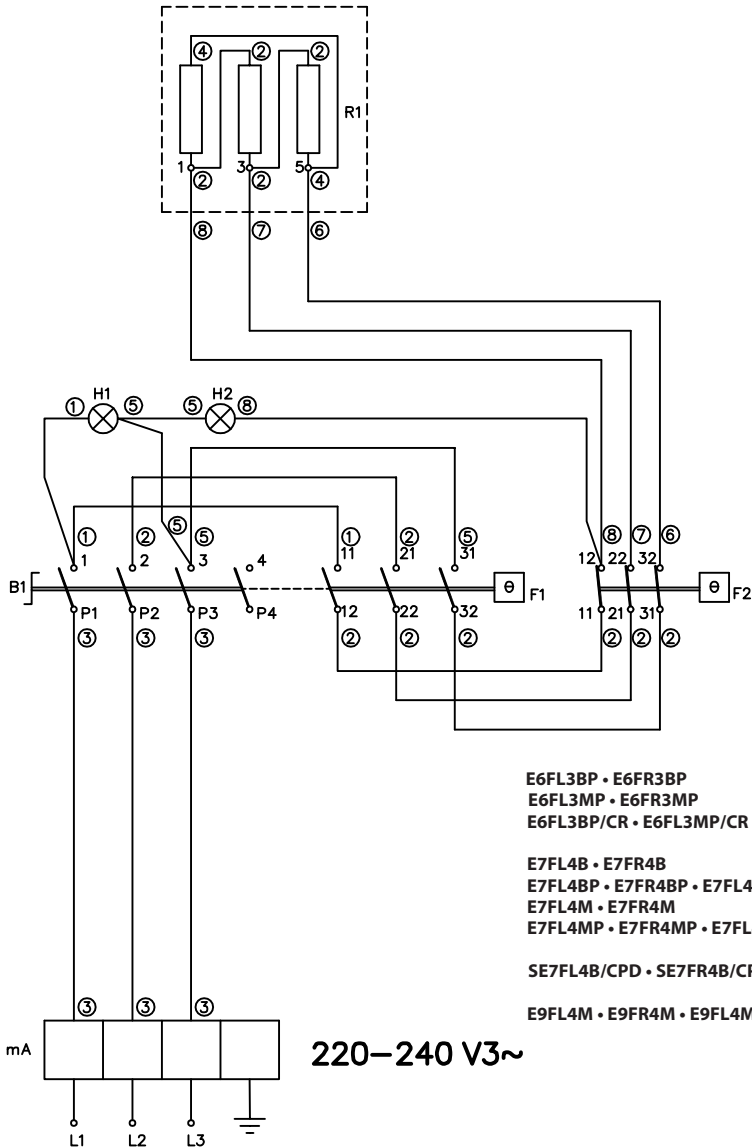 ④ ② ②
R1
1 3 5
② ② ④
⑧ ⑦ ⑥
H1 H2
① ⑤ ⑤ ⑧
① ② ⑤ ⑤ ① ② ⑤ ⑧ ⑦ ⑥
1 2 3 4 11 21 31 12 22 32
B1 θ F1 θ F2
P1 P2 P3 P4 12 22 32 11 21 31
③ ③ ③ ② ② ② ② ② ②
E6FL3BP • E6FR3BP
E6FL3MP • E6FR3MP
E6FL3BP/CR • E6FL3MP/CR
E7FL4B • E7FR4B
E7FL4BP • E7FR4BP • E7FL4
E7FL4M • E7FR4M
E7FL4MP • E7FR4MP • E7FL
SE7FL4B/CPD • SE7FR4B/CP
E9FL4M • E9FR4M • E9FL4M
③ ③ ③
mA 220–240 V3~
L1 L2 L3